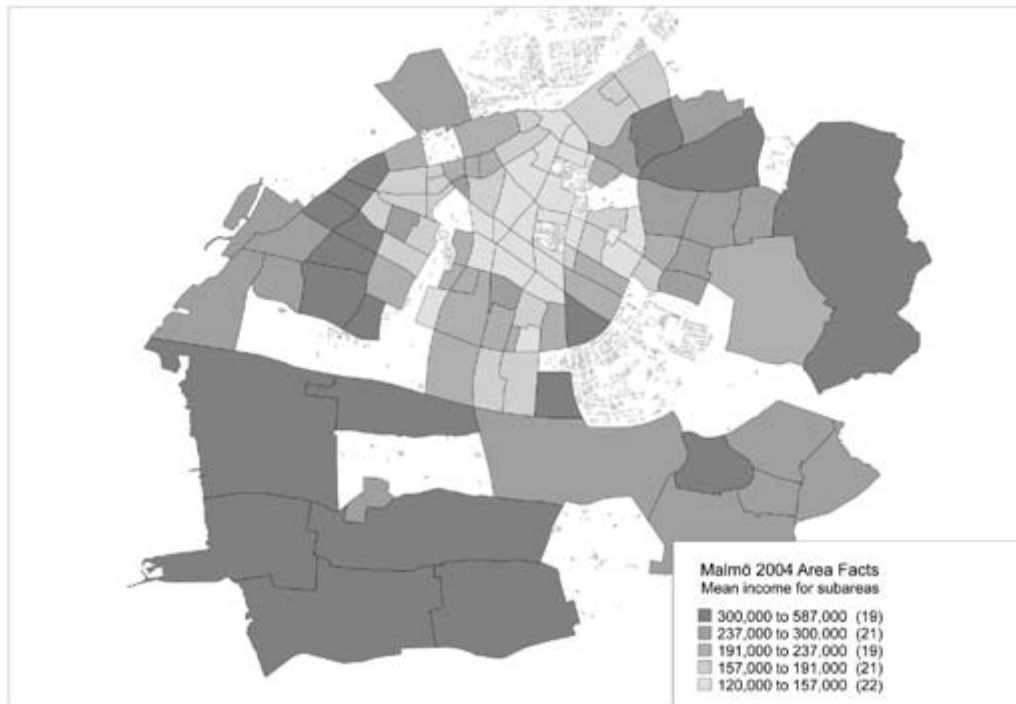 Malmö 2004 Area Facts
Mean income for subareas
300,000 to 587,000 (19)
237,000 to 300,000 (21)
191,000 to 237,000 (19)
157,000 to 191,000 (21)
120,000 to 157,000 (22)